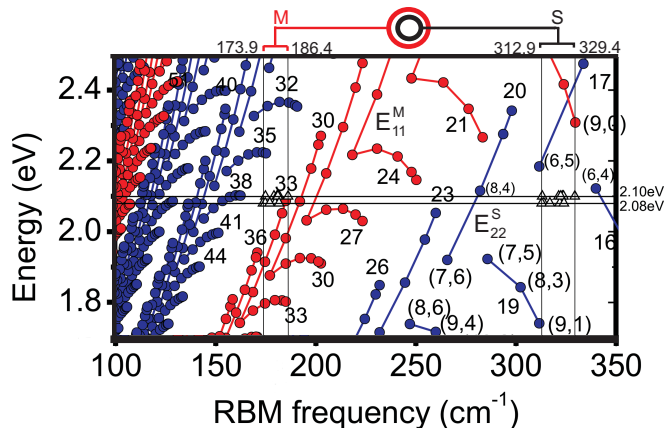 M S
173.9 186.4 312.9 329.4
51 40 32 17
2.4 20
30 E₁₁ᴹ
21 (9,0)
35
2.2 24 (6,5) (6,4)
38 33 23 (8,4)
2.10eV
2.08eV
41 E₂₂ˢ
2.0 36 27 16
44 (7,6) (7,5)
30 26 (8,3)
1.8 33 (8,6) 19
(9,4) (9,1)
Energy (eV)
100 150 200 250 300 350
RBM frequency (cm⁻¹)